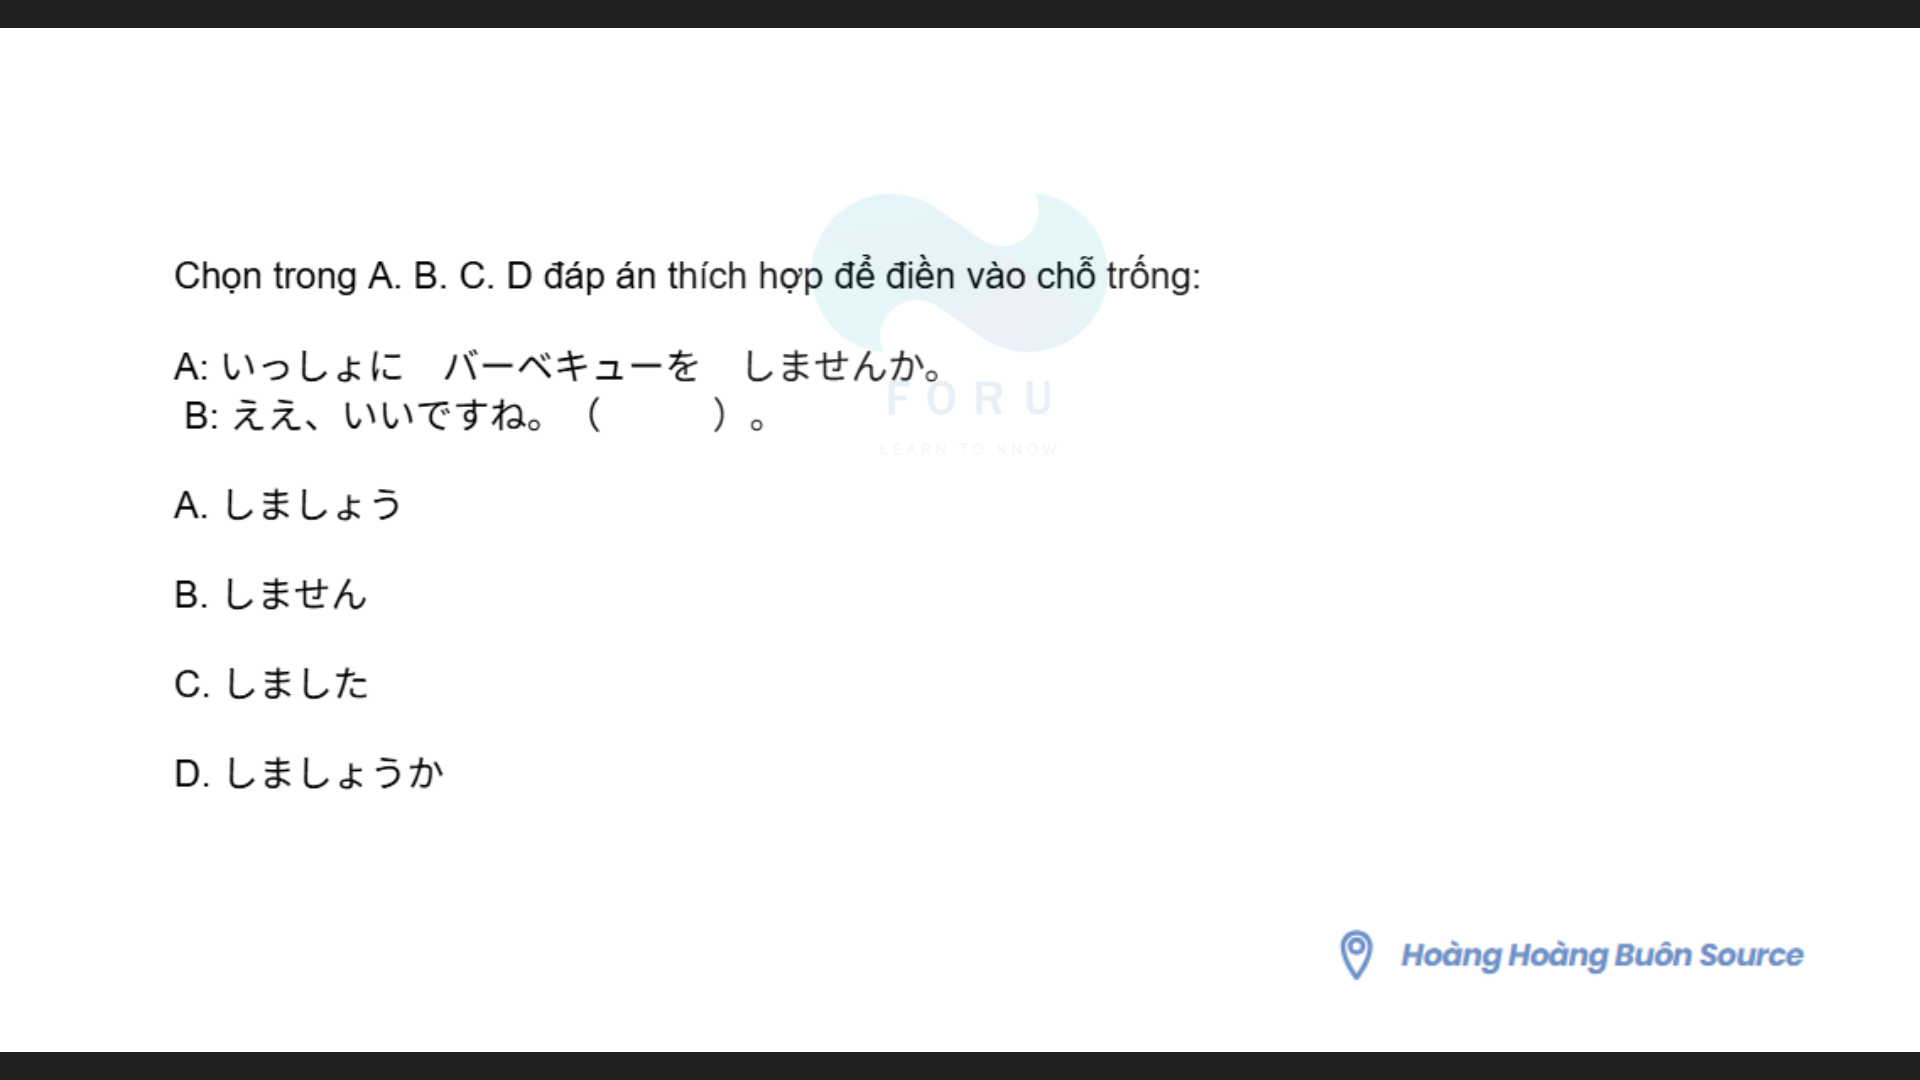 Chọn trong A. B. C. D đáp án thích hợp để điền vào chỗ trống:
A: いっしょに　バーベキューを　しませんか。
B: ええ、いいですね。（　　　）。
FORU
LEARN TO KNOW
A. しましょう
B. しません
C. しました
D. しましょうか
Hoàng Hoàng Buôn Source